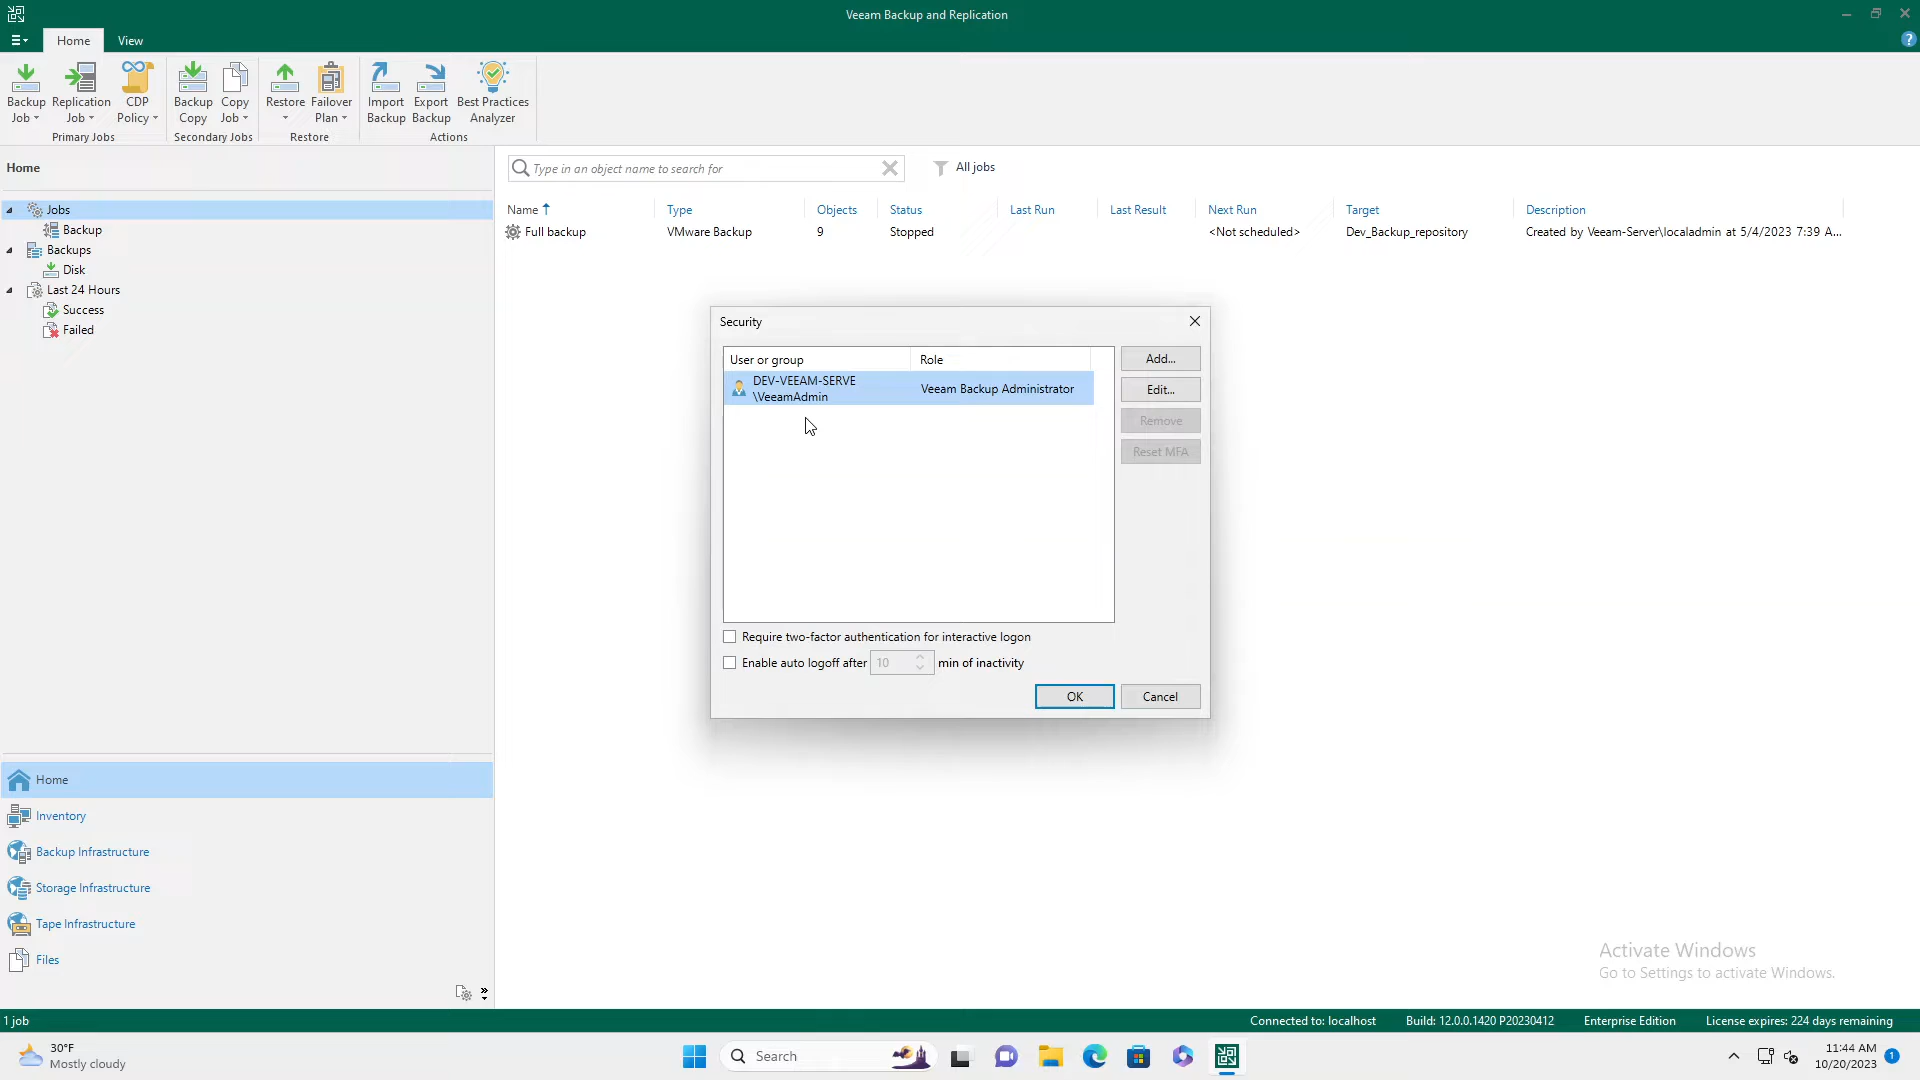 Veeam Backup and Replication
Home View
Backup Job
Replication Job
CDP Policy
Primary Jobs
Backup Copy
Copy Job
Secondary Jobs
Restore
Failover Plan
Restore
Import Backup
Export Backup
Best Practices Analyzer
Actions
Home
Jobs
Backup
Backups
Disk
Last 24 Hours
Success
Failed
Type in an object name to search for
All jobs
Name Type Objects Status Last Run Last Result Next Run Target Description
Full backup VMware Backup 9 Stopped <Not scheduled> Dev_Backup_repository Created by Veeam-Server\localadmin at 5/4/2023 7:39 A...
Security
User or group Role
DEV-VEEAM-SERVE
\VeeamAdmin
Veeam Backup Administrator
Add...
Edit...
Remove
Reset MFA
Require two-factor authentication for interactive logon
Enable auto logoff after 10 min of inactivity
OK Cancel
Home
Inventory
Backup Infrastructure
Storage Infrastructure
Tape Infrastructure
Files
Activate Windows
Go to Settings to activate Windows.
1 job Connected to: localhost Build: 12.0.0.1420 P20230412 Enterprise Edition License expires: 224 days remaining
30°F
Mostly cloudy
Search
11:44 AM
10/20/2023
1